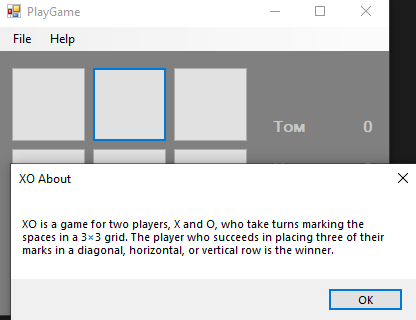 PlayGame
File Help
Том 0
XO About
XO is a game for two players, X and O, who take turns marking the
spaces in a 3×3 grid. The player who succeeds in placing three of their
marks in a diagonal, horizontal, or vertical row is the winner.
OK